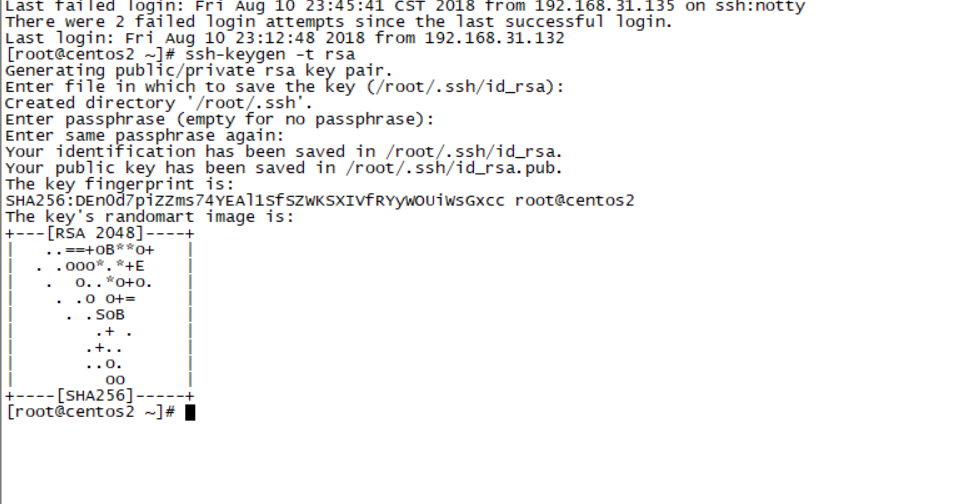 Last failed login: Fri Aug 10 23:45:41 CST 2018 from 192.168.31.135 on ssh:notty
There were 2 failed login attempts since the last successful login.
Last login: Fri Aug 10 23:12:48 2018 from 192.168.31.132
[root@centos2 ~]# ssh-keygen -t rsa
Generating public/private rsa key pair.
Enter file in which to save the key (/root/.ssh/id_rsa):
Created directory '/root/.ssh'.
Enter passphrase (empty for no passphrase):
Enter same passphrase again:
Your identification has been saved in /root/.ssh/id_rsa.
Your public key has been saved in /root/.ssh/id_rsa.pub.
The key fingerprint is:
SHA256:DEnOd7piZZms74YEAl1SfSZWKSXIVfRYyWOUiWsGxcc root@centos2
The key's randomart image is:
+---[RSA 2048]----+
|   ..==+oB**o+   |
|  . .ooo*.*+E    |
|   .  o..*o+o.   |
|    . .o o+=     |
|     . .SoB      |
|        .+ .     |
|       .+..      |
|       ..o.      |
|         oo      |
+----[SHA256]-----+
[root@centos2 ~]#